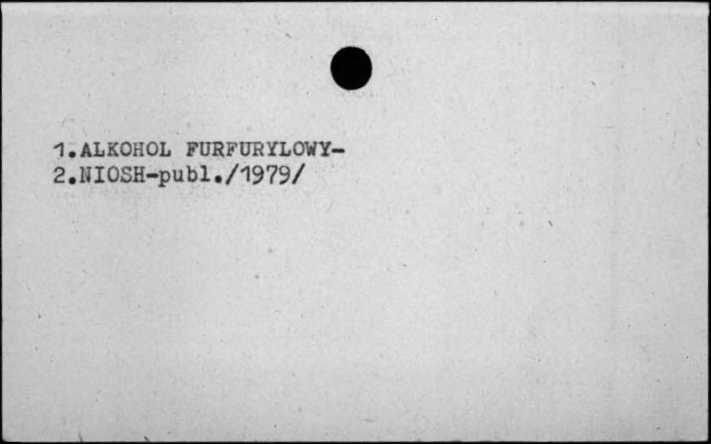 1.ALKOHOL FURFURYLOWY-
2.NIOSH-publ./1979/